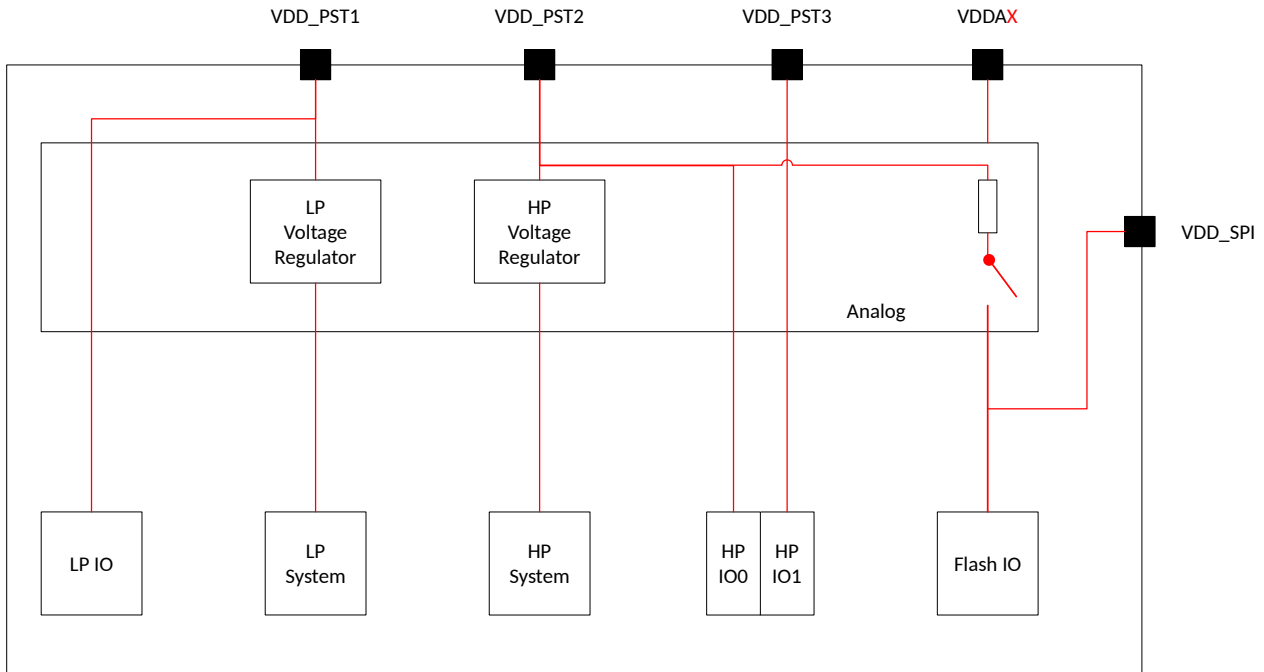 VDD_PST1
VDD_PST2
VDD_PST3
VDDAX
LP
Voltage
Regulator
HP
Voltage
Regulator
VDD_SPI
Analog
LP IO
LP
System
HP
System
HP
IO0
HP
IO1
Flash IO